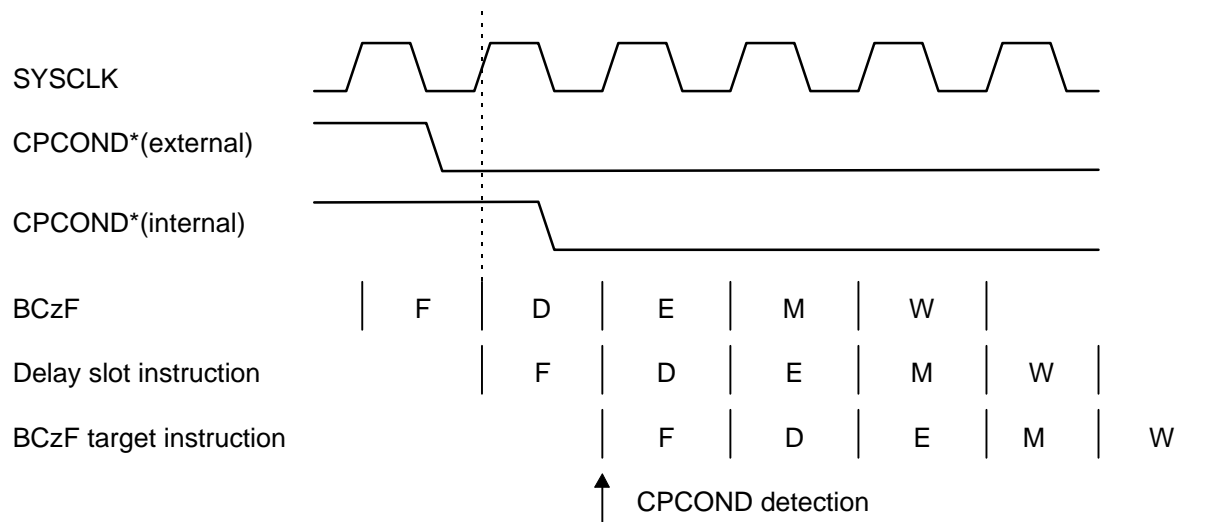 SYSCLK
CPCOND*(external)
CPCOND*(internal)
BCzF F D E M W
Delay slot instruction F D E M W
BCzF target instruction F D E M W
CPCOND detection